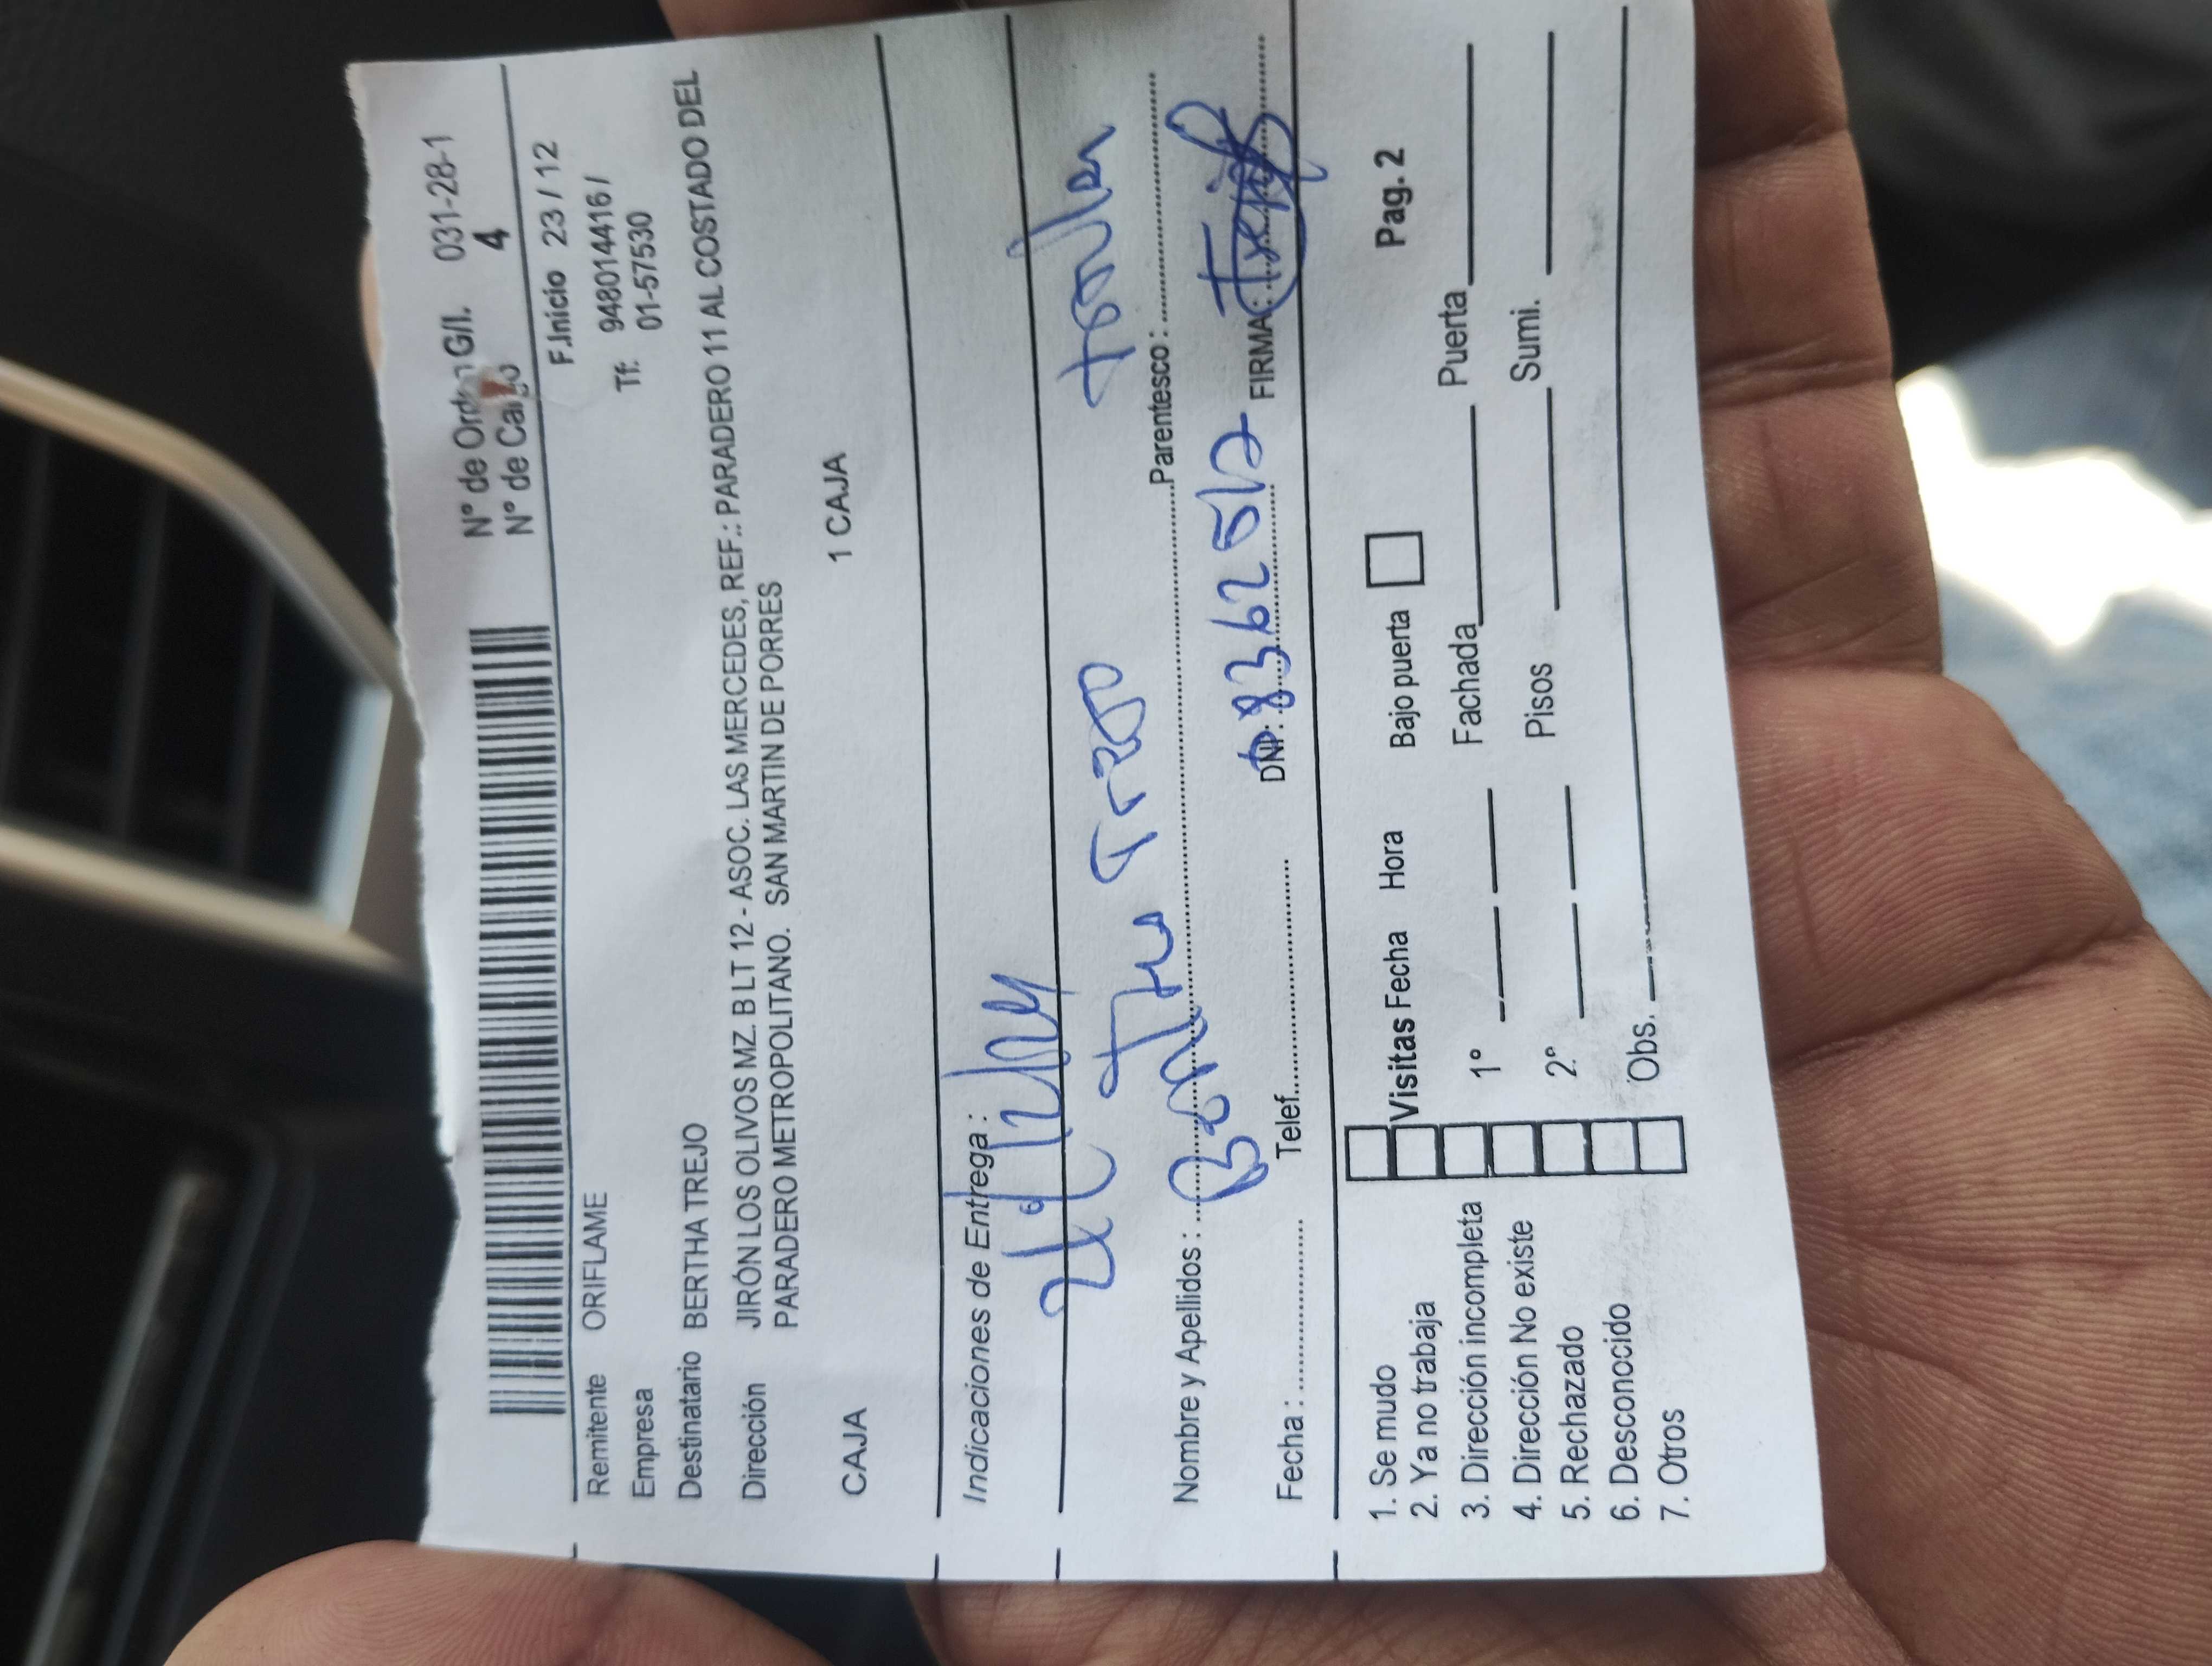 N° de Orden G/I. 031-28-1
N° de Cargo 4
F.Inicio 23 / 12
Remitente ORIFLAME
Tf: 948014416 /
01-57530
Empresa
Destinatario BERTHA TREJO
Dirección JIRÓN LOS OLIVOS MZ. B LT 12 - ASOC. LAS MERCEDES, REF.: PARADERO 11 AL COSTADO DEL
PARADERO METROPOLITANO. SAN MARTIN DE PORRES
CAJA 1 CAJA
Indicaciones de Entrega :
Nombre y Apellidos : Parentesco :
Fecha : Telef. DNI: 08362512 FIRMA:
1. Se mudo
2. Ya no trabaja
3. Dirección incompleta
4. Dirección No existe
5. Rechazado
6. Desconocido
7. Otros
Visitas Fecha Hora Bajo puerta Pag. 2
1° Fachada Puerta
2° Pisos Sumi.
Obs.